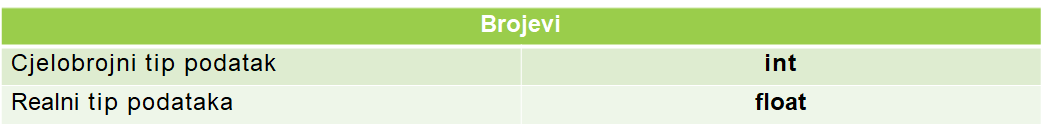 Brojevi
Cjelobrojni tip podatak int
Realni tip podataka float